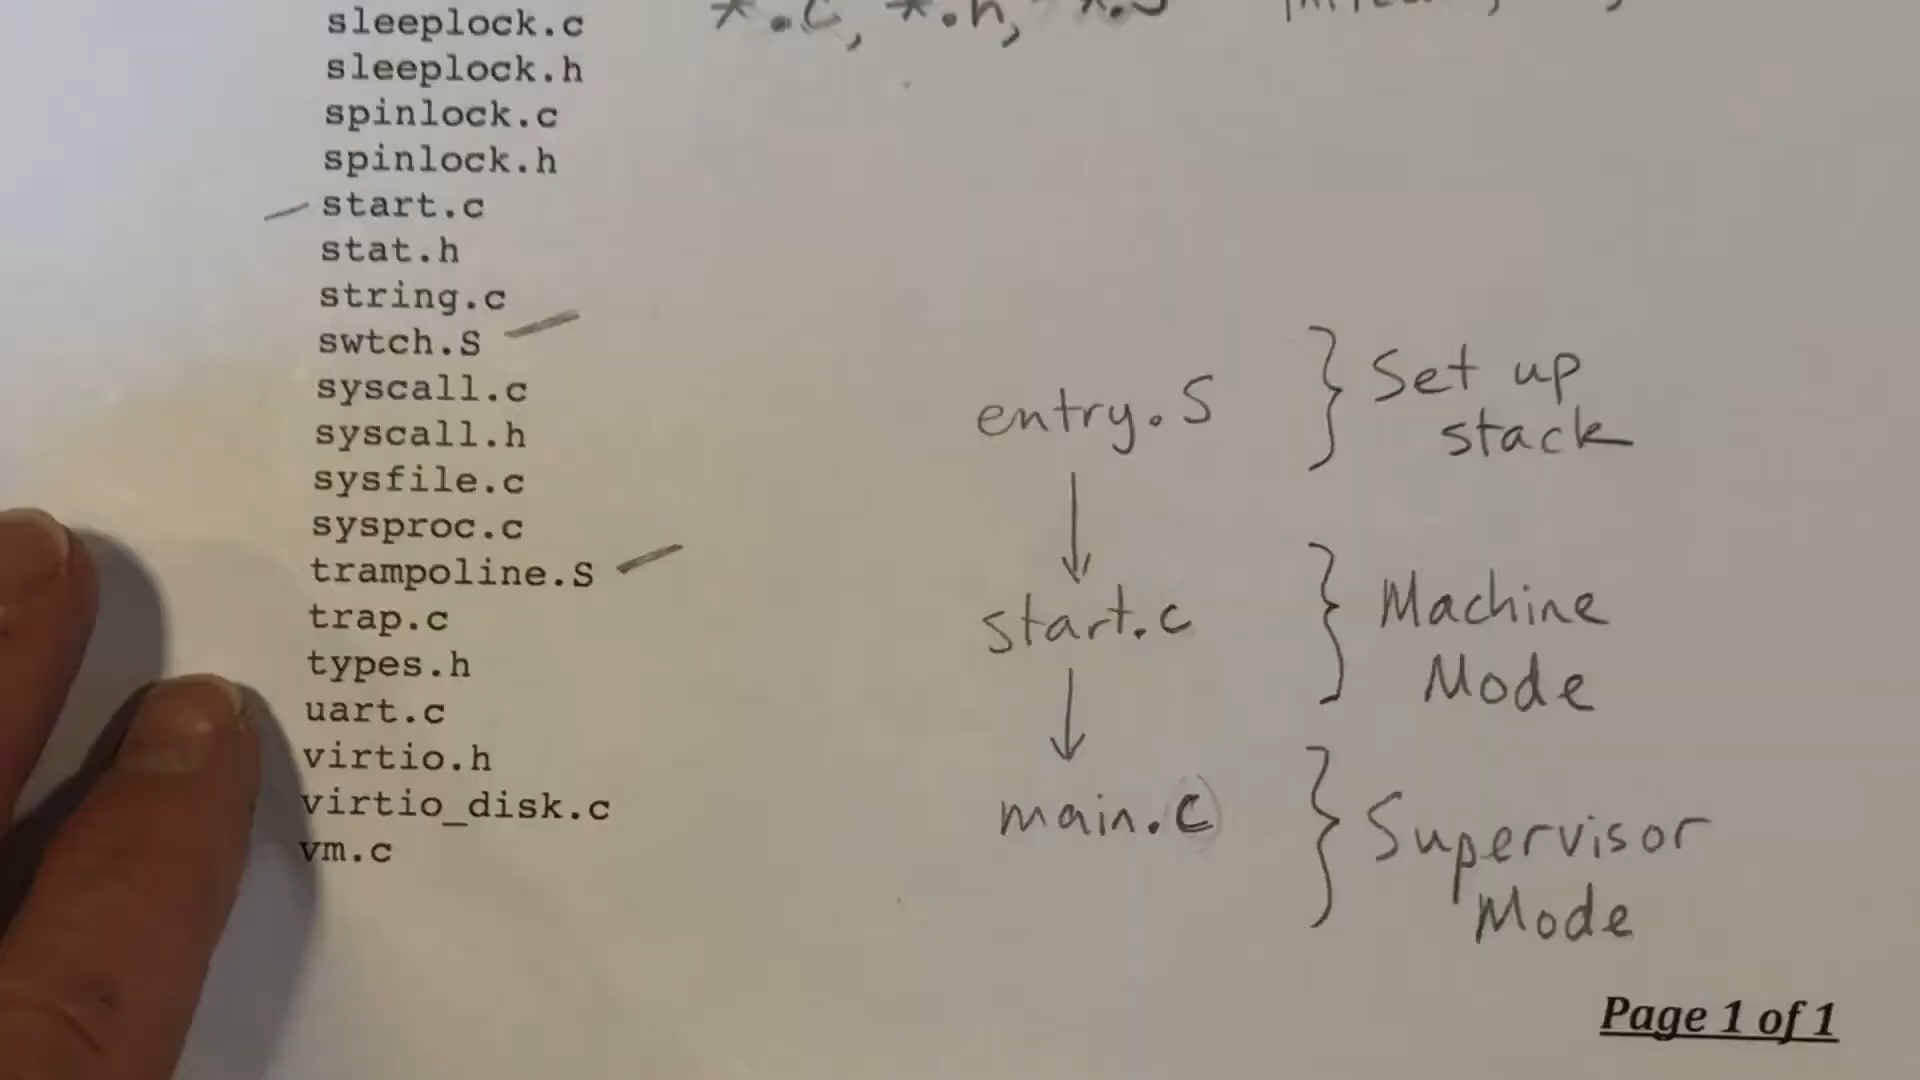 sleeplock.c
sleeplock.h
spinlock.c
spinlock.h
start.c
stat.h
string.c
swtch.S
syscall.c
syscall.h
sysfile.c
sysproc.c
trampoline.S
trap.c
types.h
uart.c
virtio.h
virtio_disk.c
vm.c
*.c, *.h, *.S
entry.S } Set up
stack
start.c } Machine
Mode
main.c } Supervisor
Mode
Page 1 of 1